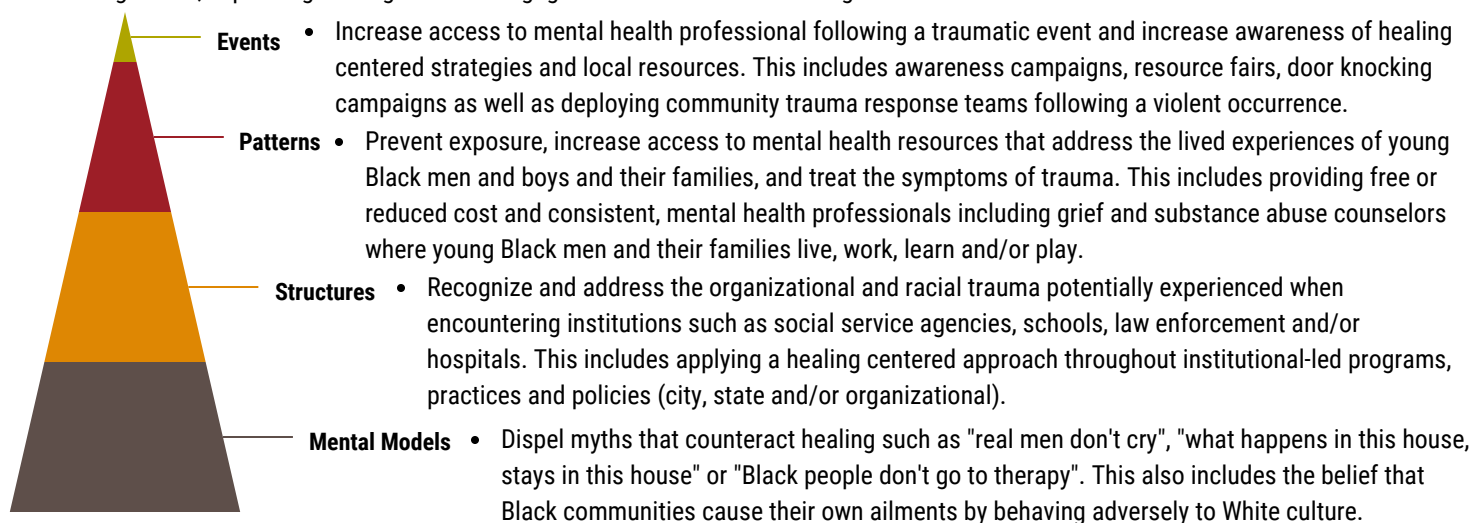 Events • Increase access to mental health professional following a traumatic event and increase awareness of healing
centered strategies and local resources. This includes awareness campaigns, resource fairs, door knocking
campaigns as well as deploying community trauma response teams following a violent occurrence.
Patterns • Prevent exposure, increase access to mental health resources that address the lived experiences of young
Black men and boys and their families, and treat the symptoms of trauma. This includes providing free or
reduced cost and consistent, mental health professionals including grief and substance abuse counselors
where young Black men and their families live, work, learn and/or play.
Structures • Recognize and address the organizational and racial trauma potentially experienced when
encountering institutions such as social service agencies, schools, law enforcement and/or
hospitals. This includes applying a healing centered approach throughout institutional-led programs,
practices and policies (city, state and/or organizational).
Mental Models • Dispel myths that counteract healing such as "real men don't cry", "what happens in this house,
stays in this house" or "Black people don't go to therapy". This also includes the belief that
Black communities cause their own ailments by behaving adversely to White culture.